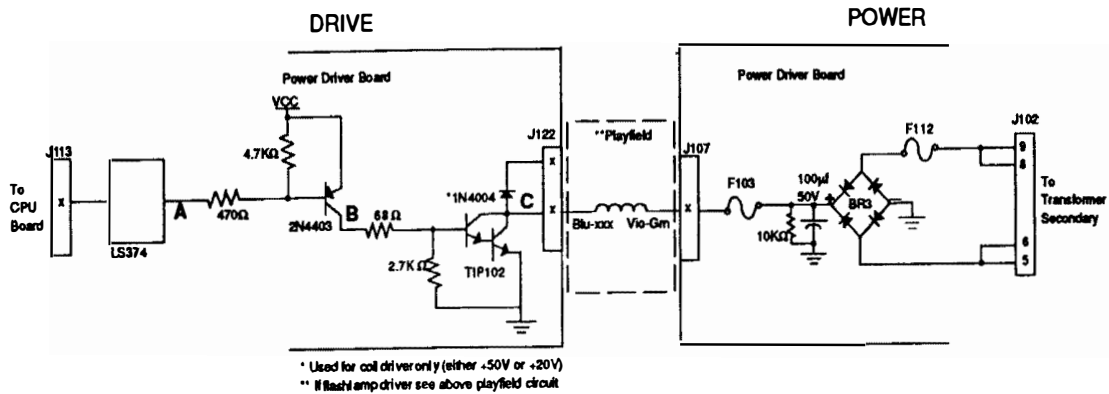 DRIVE
POWER
Power Driver Board
Power Driver Board
VCC
J113
4.7KΩ
To
CPU
Board
x
LS374
A
470Ω
2N4403
B
68Ω
2.7KΩ
*1N4004
TIP102
C
J122
x
x
**Playfield
Blu-xxx
Vio-Grn
J107
x
F103
100µf
50V
+
10KΩ
BR3
F112
J102
9
8
6
5
To
Transformer
Secondary
* Used for coil driver only (either +50V or +20V)
** If flashlamp driver see above playfield circuit